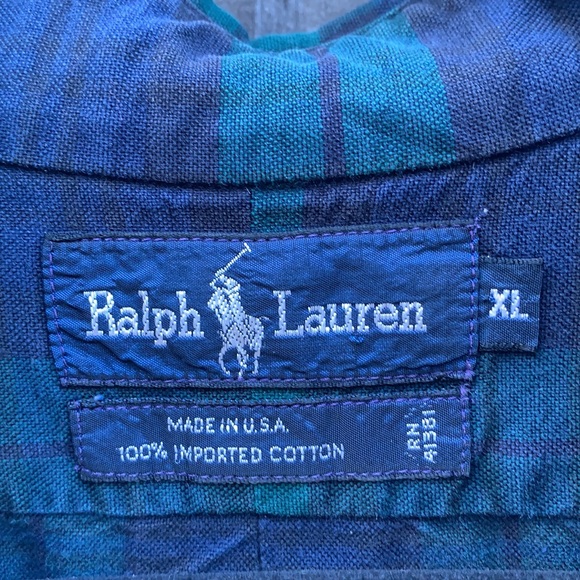 Ralph Lauren
XL
MADE IN U.S.A.
100% IMPORTED COTTON
RN
41381